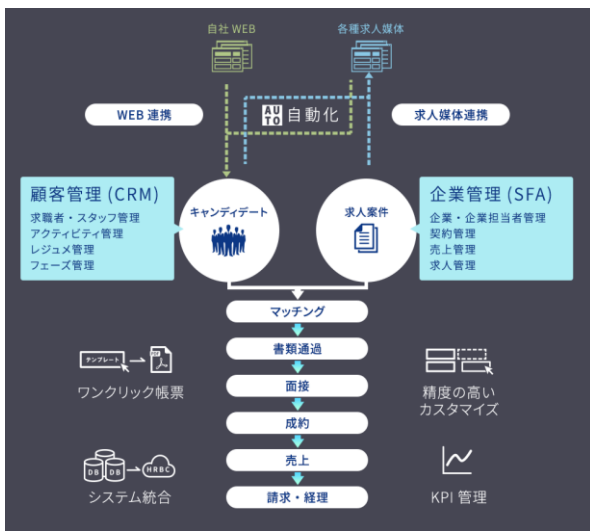 自社 WEB
各種求人媒体
WEB 連携
AUTO 自動化
求人媒体連携
顧客管理 (CRM)
求職者・スタッフ管理
アクティビティ管理
レジュメ管理
フェーズ管理
キャンディデート
求人案件
企業管理 (SFA)
企業・企業担当者管理
契約管理
売上管理
求人管理
マッチング
書類通過
面接
成約
売上
請求・経理
テンプレート
PDF
ワンクリック帳票
精度の高い
カスタマイズ
DB
DB
HRBC
システム統合
KPI 管理